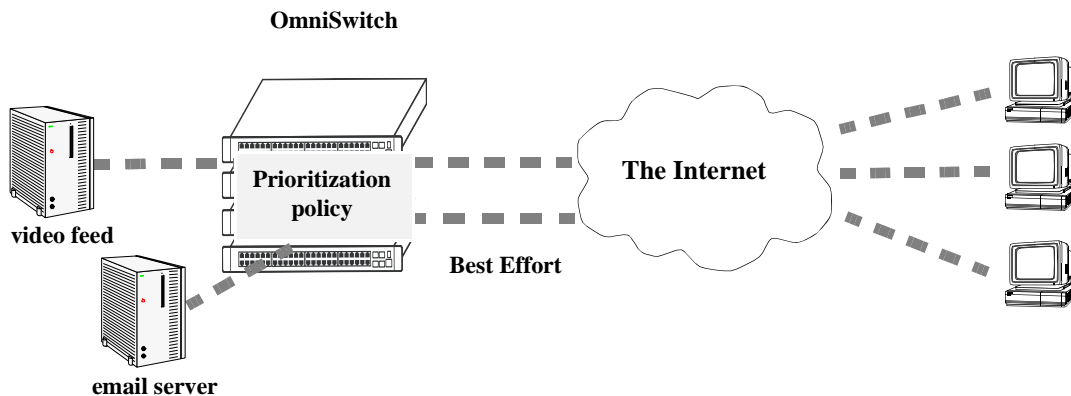 OmniSwitch
Prioritization
policy
The Internet
video feed
Best Effort
email server